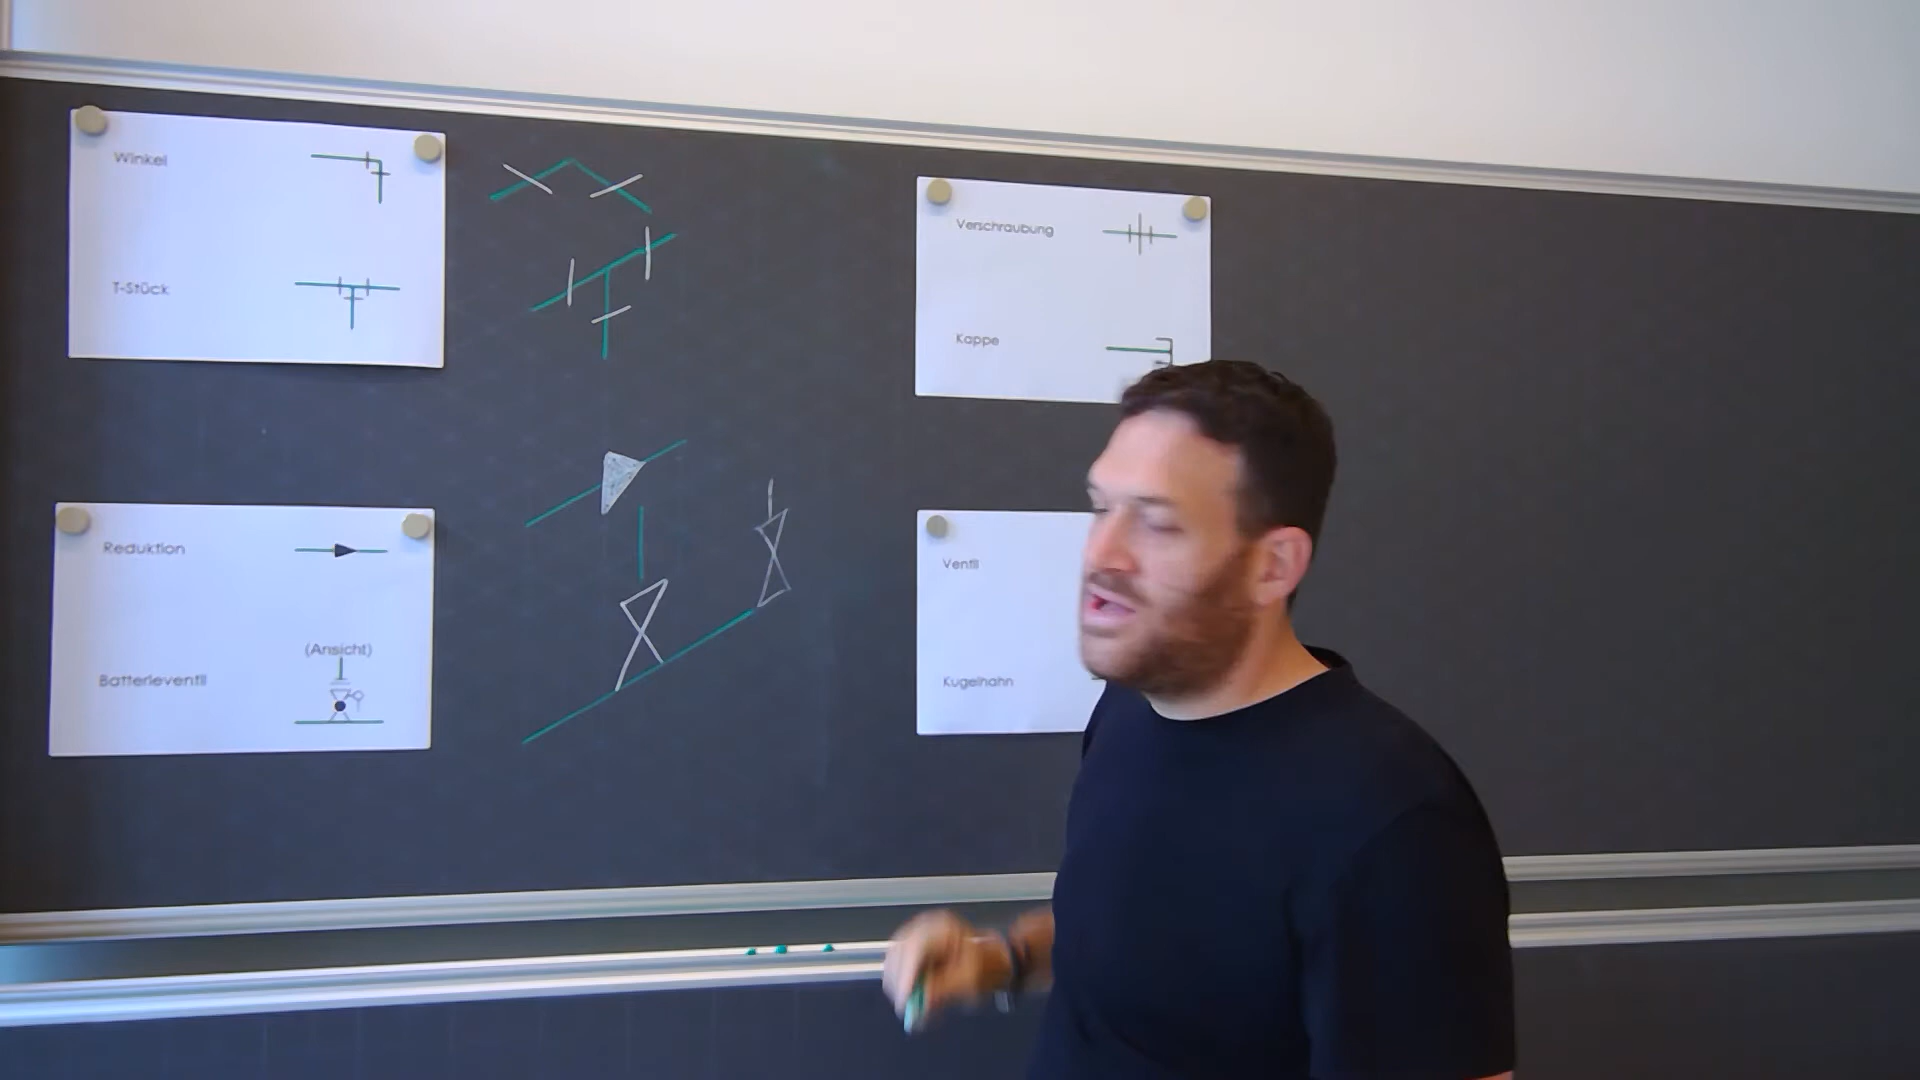 Winkel
T-Stück
Reduktion
(Ansicht)
Batterieventil
Verschraubung
Kappe
Ventil
Kugelhahn